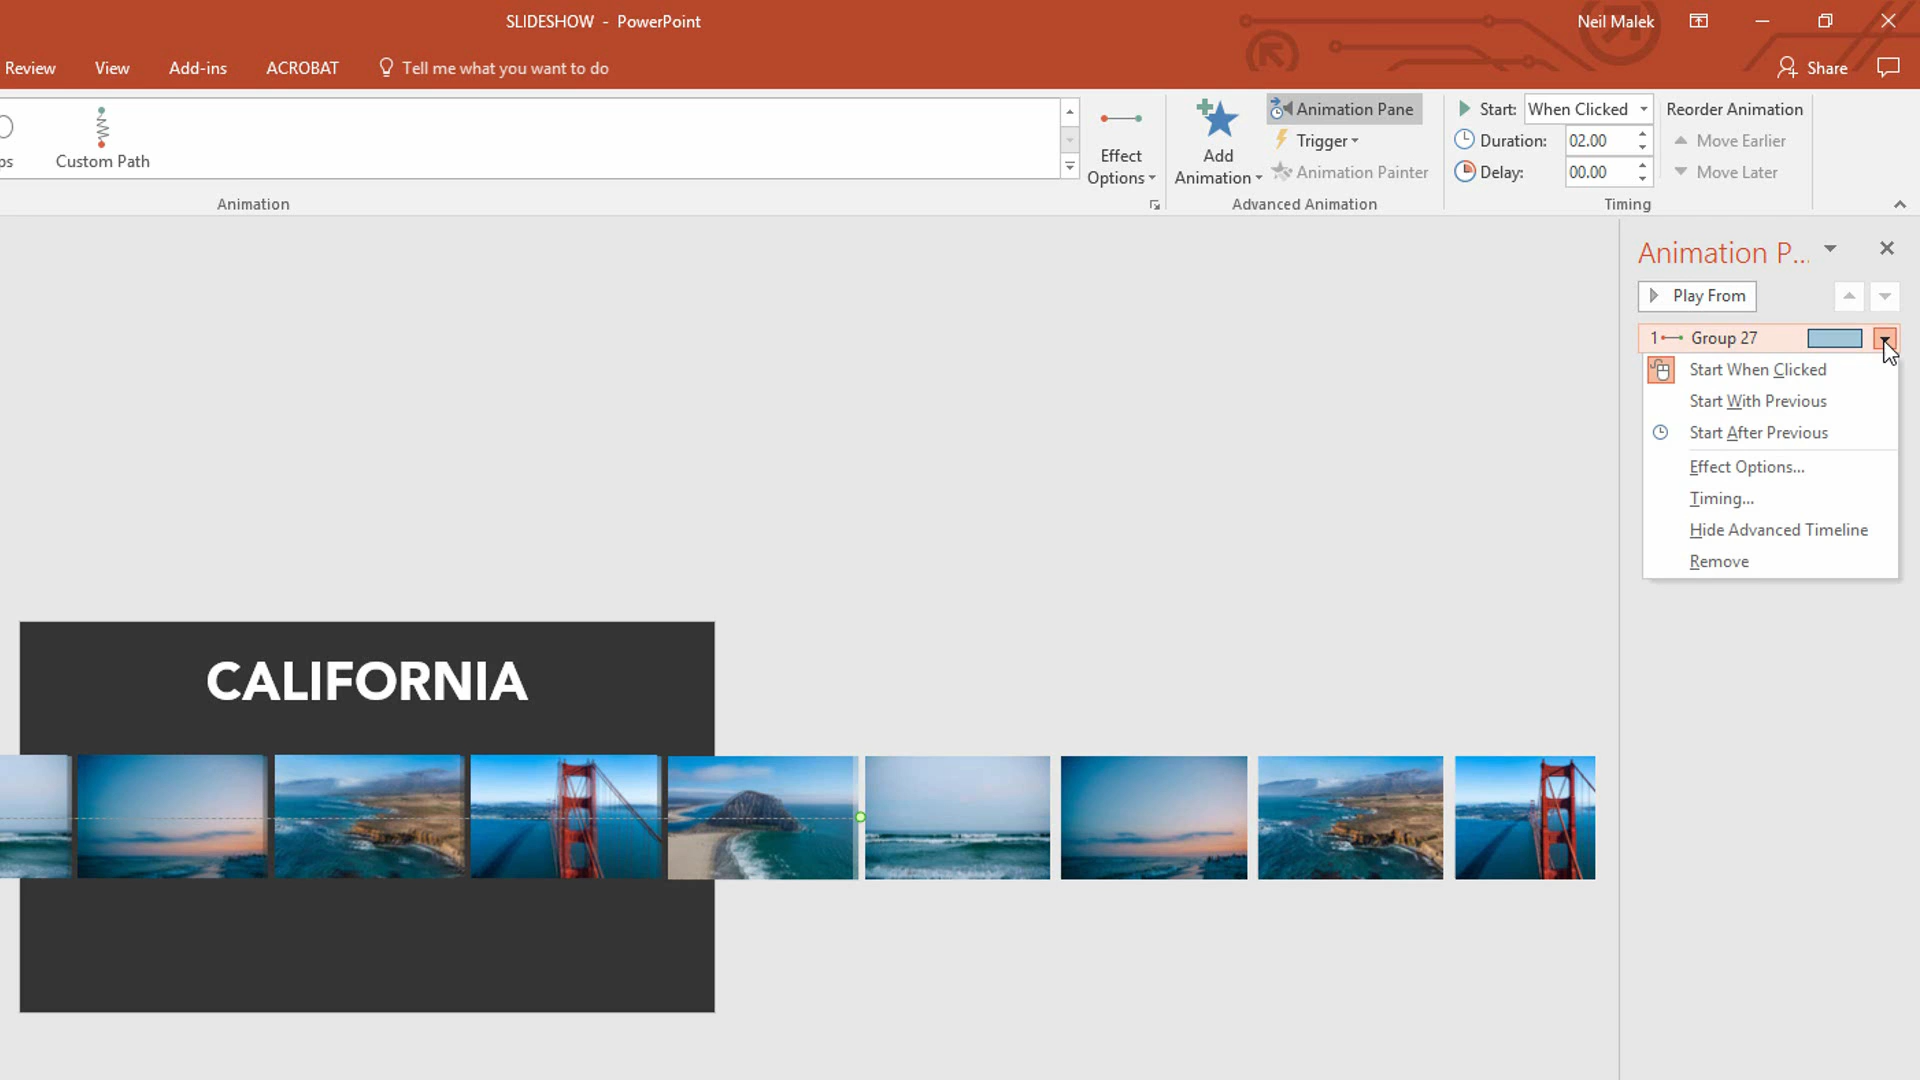 SLIDESHOW - PowerPoint
Neil Malek
Review
View
Add-ins
ACROBAT
Tell me what you want to do
Share
ps
Custom Path
Effect
Options
Add
Animation
Animation Pane
Trigger
Animation Painter
Start:
When Clicked
Duration:
02.00
Delay:
00.00
Reorder Animation
Move Earlier
Move Later
Animation
Advanced Animation
Timing
Animation P...
Play From
1
Group 27
Start When Clicked
Start With Previous
Start After Previous
Effect Options...
Timing...
Hide Advanced Timeline
Remove
CALIFORNIA